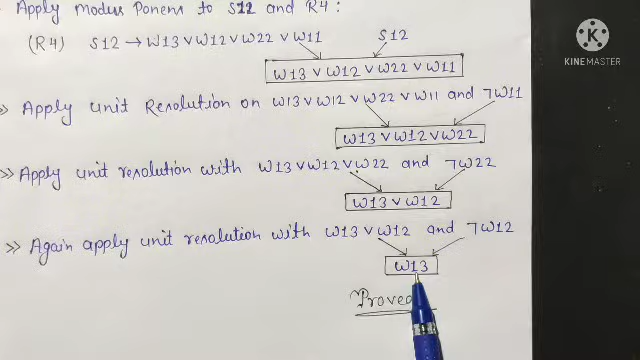 Apply Modus Ponens to S12 and R4:
(R4) S12 → W13 ∨ W12 ∨ W22 ∨ W11 S12
W13 ∨ W12 ∨ W22 ∨ W11
>> Apply Unit Resolution on W13 ∨ W12 ∨ W22 ∨ W11 and ¬W11
W13 ∨ W12 ∨ W22
>> Apply unit resolution with W13 ∨ W12 ∨ W22 and ¬W22
W13 ∨ W12
>> Again apply unit resolution with W13 ∨ W12 and ¬W12
W13
Prove
KINEMASTER